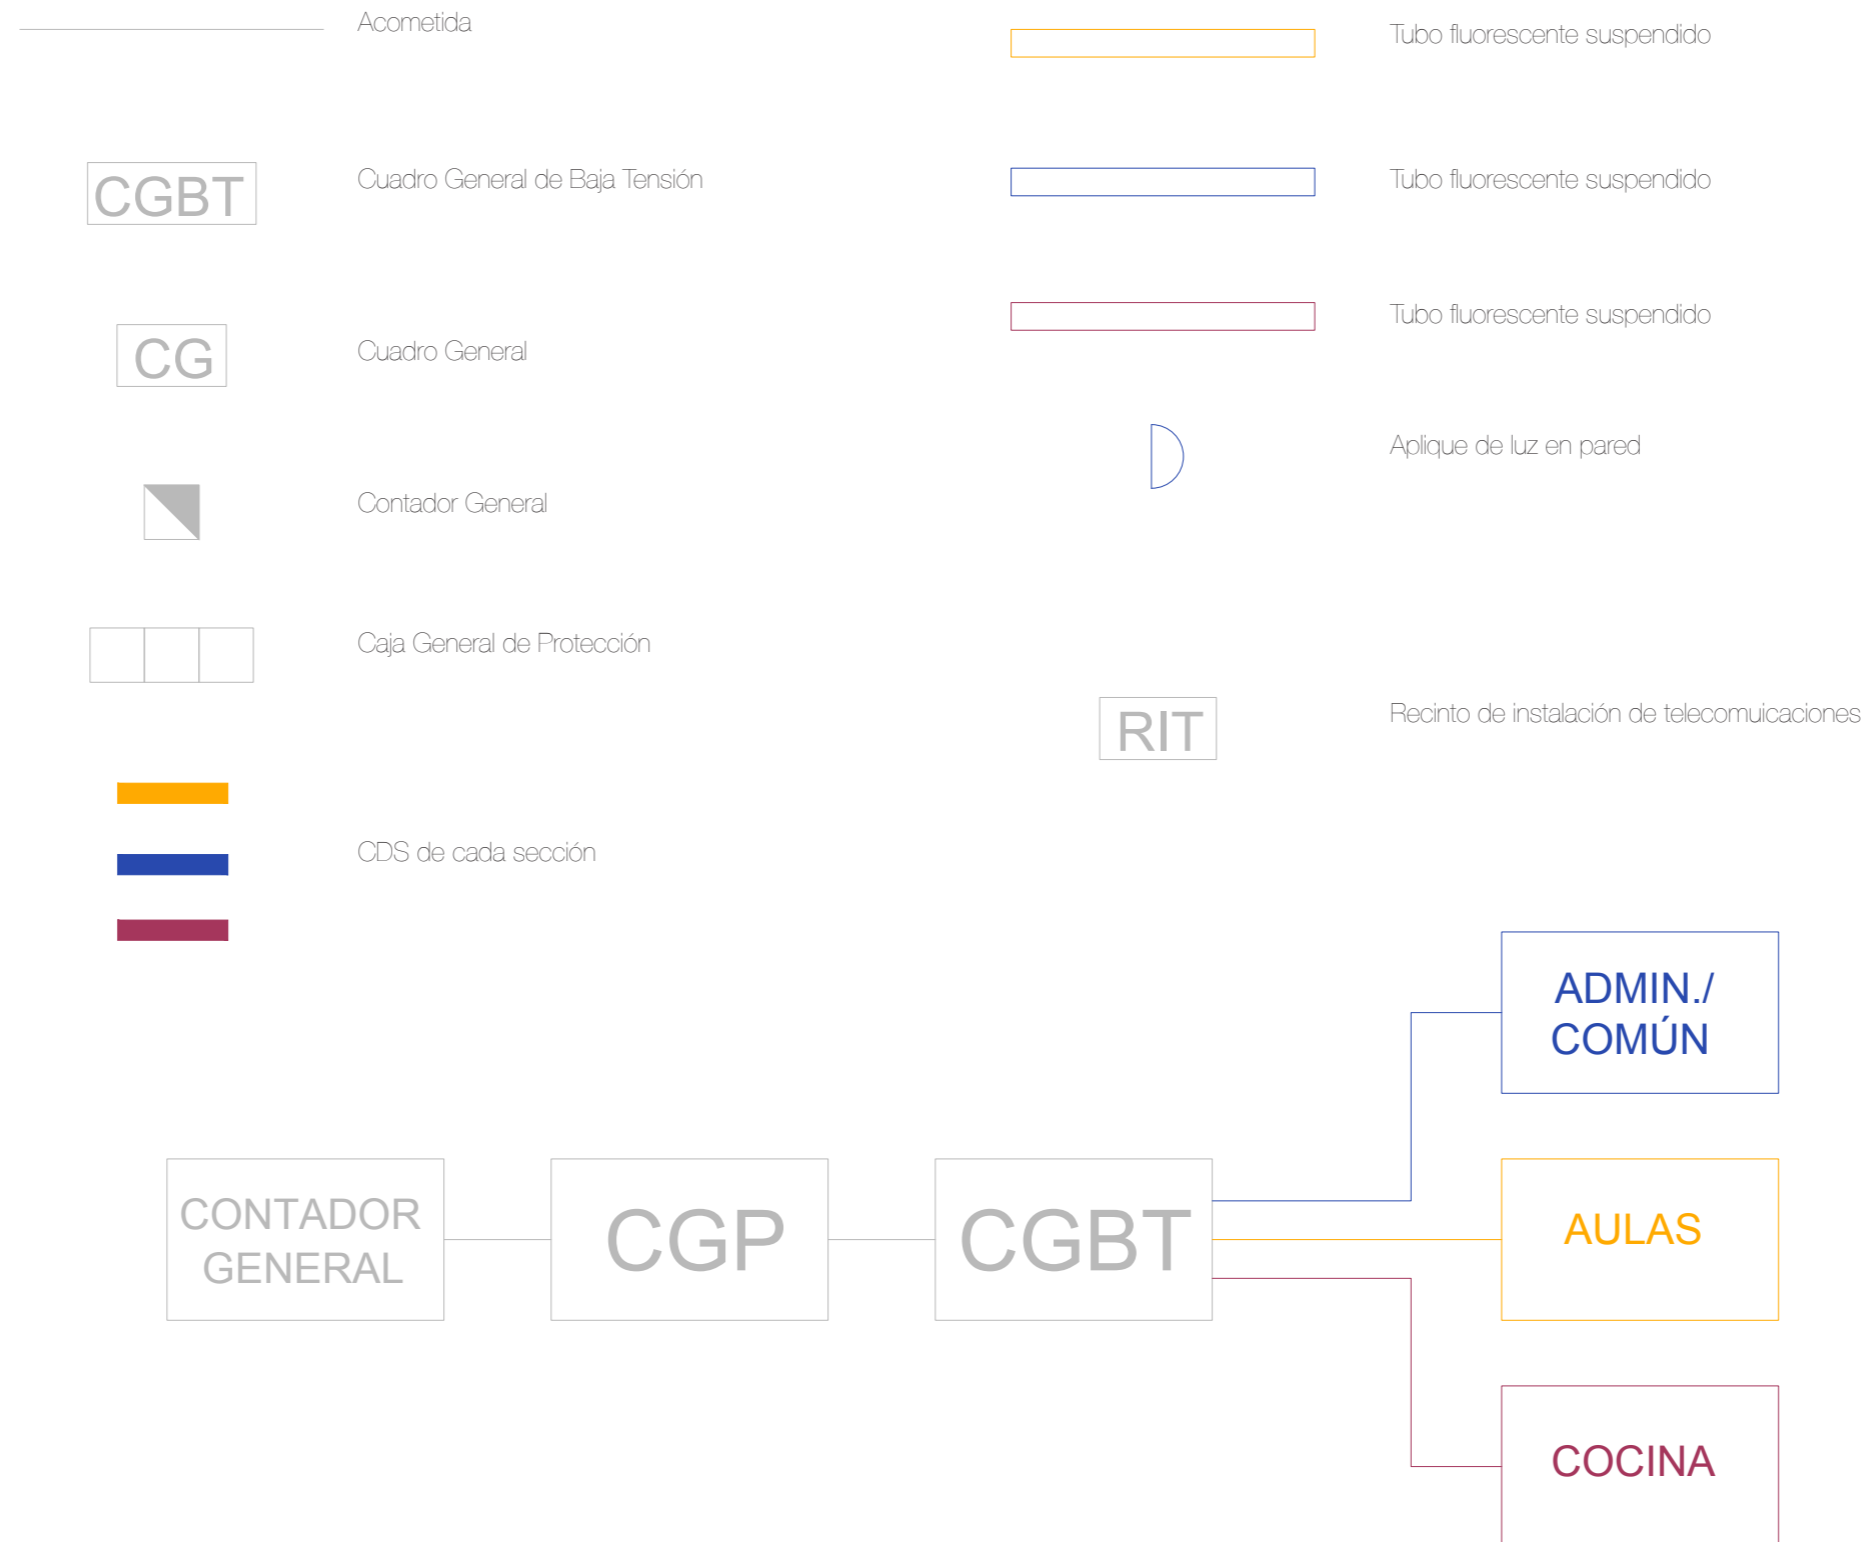 Acometida
CGBT
Cuadro General de Baja Tensión
CG
Cuadro General
Contador General
Caja General de Protección
CDS de cada sección
Tubo fluorescente suspendido
Tubo fluorescente suspendido
Tubo fluorescente suspendido
Aplique de luz en pared
RIT
Recinto de instalación de telecomuicaciones
CONTADOR
GENERAL
CGP
CGBT
ADMIN./
COMÚN
AULAS
COCINA